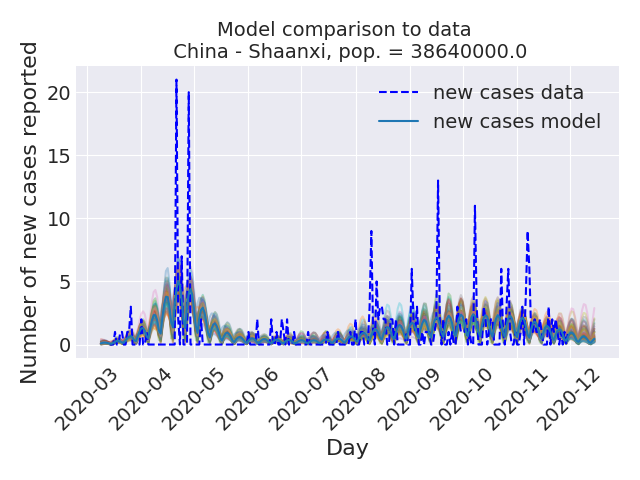 Model comparison to data
China - Shaanxi, pop. = 38640000.0
Number of new cases reported
20
15
10
5
0
new cases data
new cases model
2020-03
2020-04
2020-05
2020-06
2020-07
2020-08
2020-09
2020-10
2020-11
2020-12
Day